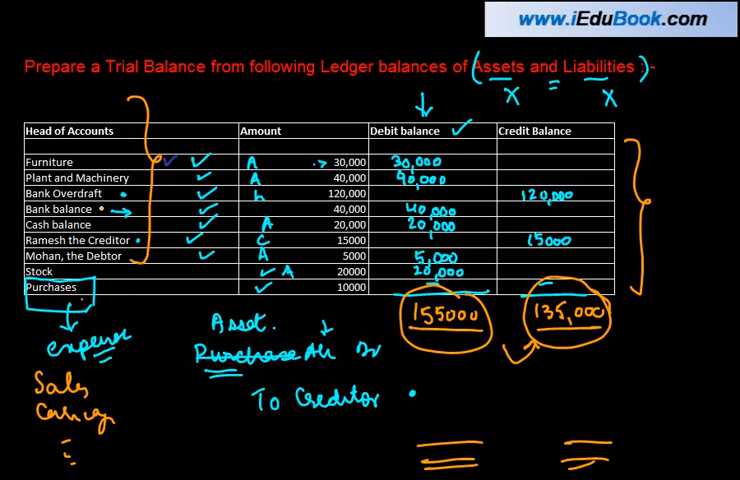 www.iEduBook.com
Prepare a Trial Balance from following Ledger balances of (Assets and Liabilities :)-
x = x
Head of Accounts Amount Debit balance Credit Balance
Furniture A 30,000 30,000
Plant and Machinery A 40,000 40,000
Bank Overdraft L 120,000 120,000
Bank balance 40,000 40,000
Cash balance A 20,000 20,000
Ramesh the Creditor C 15000 15000
Mohan, the Debtor A 5000 5,000
Stock A 20000 20,000
Purchases 10000
155000 135,000
expense
Asset.
Purchase A/c Dr
To Creditor
Sales